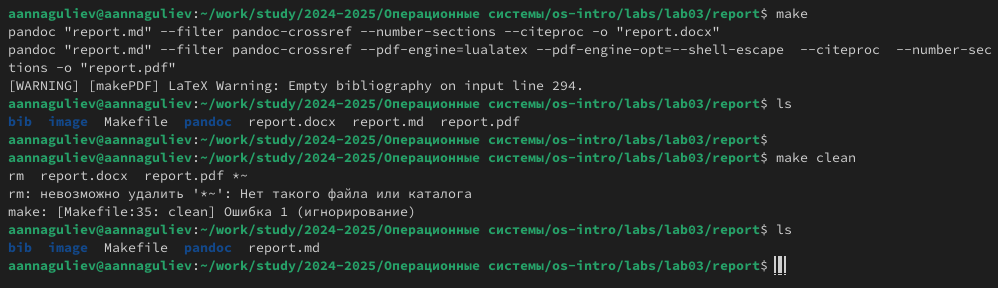 aannaguliev@aannaguliev:~/work/study/2024-2025/Операционные системы/os-intro/labs/lab03/report$ make
pandoc "report.md" --filter pandoc-crossref --number-sections --citeproc -o "report.docx"
pandoc "report.md" --filter pandoc-crossref --pdf-engine=lualatex --pdf-engine-opt=--shell-escape  --citeproc  --number-sec
tions -o "report.pdf"
[WARNING] [makePDF] LaTeX Warning: Empty bibliography on input line 294.
aannaguliev@aannaguliev:~/work/study/2024-2025/Операционные системы/os-intro/labs/lab03/report$ ls
bib  image  Makefile  pandoc  report.docx  report.md  report.pdf
aannaguliev@aannaguliev:~/work/study/2024-2025/Операционные системы/os-intro/labs/lab03/report$
aannaguliev@aannaguliev:~/work/study/2024-2025/Операционные системы/os-intro/labs/lab03/report$ make clean
rm  report.docx  report.pdf *~
rm: невозможно удалить '*~': Нет такого файла или каталога
make: [Makefile:35: clean] Ошибка 1 (игнорирование)
aannaguliev@aannaguliev:~/work/study/2024-2025/Операционные системы/os-intro/labs/lab03/report$ ls
bib  image  Makefile  pandoc  report.md
aannaguliev@aannaguliev:~/work/study/2024-2025/Операционные системы/os-intro/labs/lab03/report$